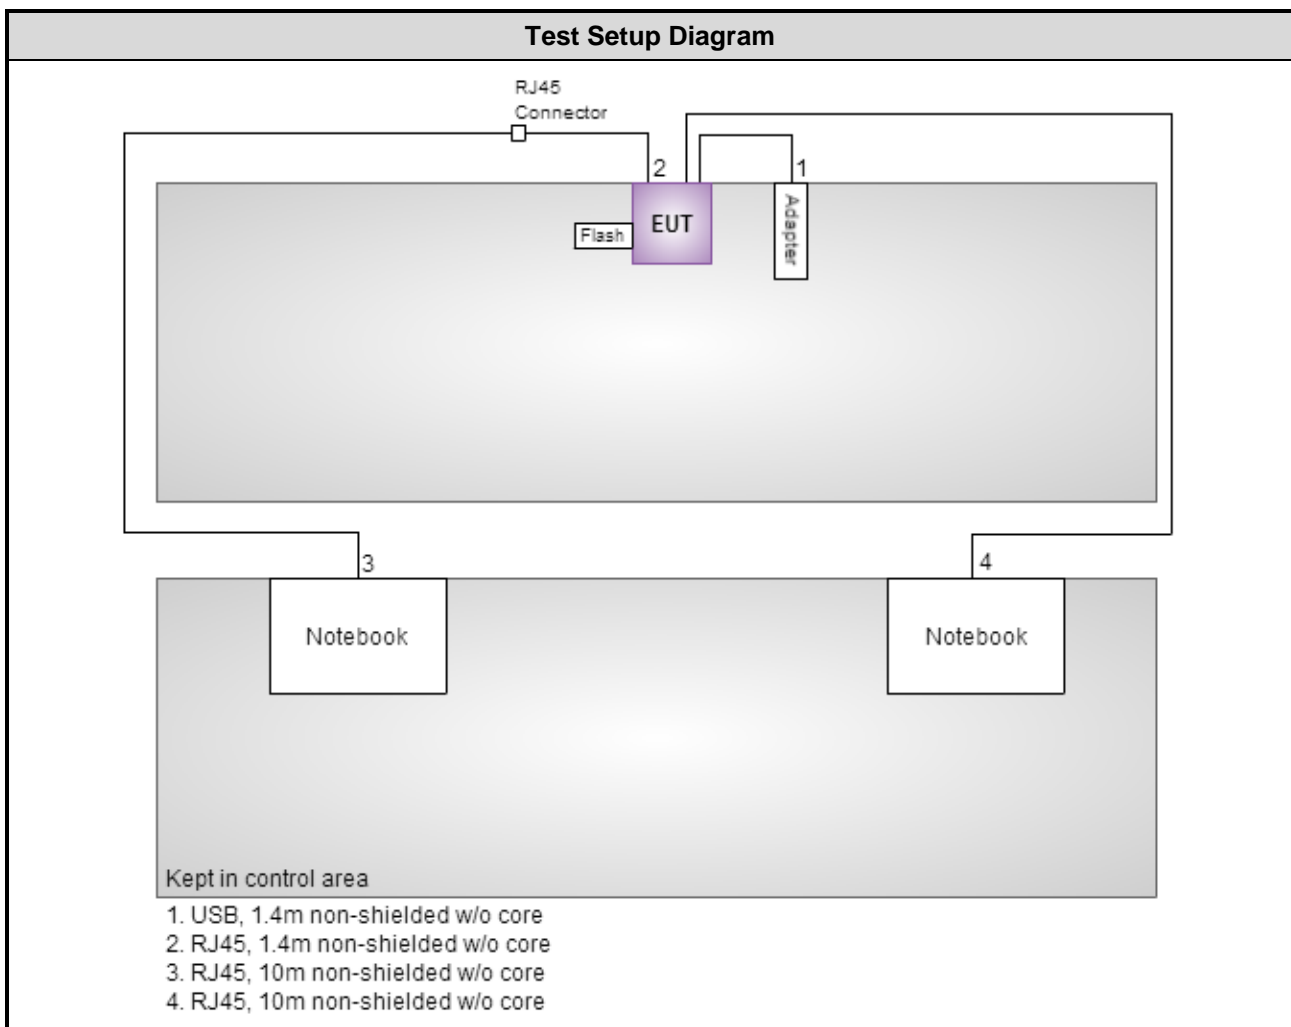 Test Setup Diagram
RJ45
Connector
2
1
EUT
Flash
Adapter
3
4
Notebook
Notebook
Kept in control area
1. USB, 1.4m non-shielded w/o core
2. RJ45, 1.4m non-shielded w/o core
3. RJ45, 10m non-shielded w/o core
4. RJ45, 10m non-shielded w/o core